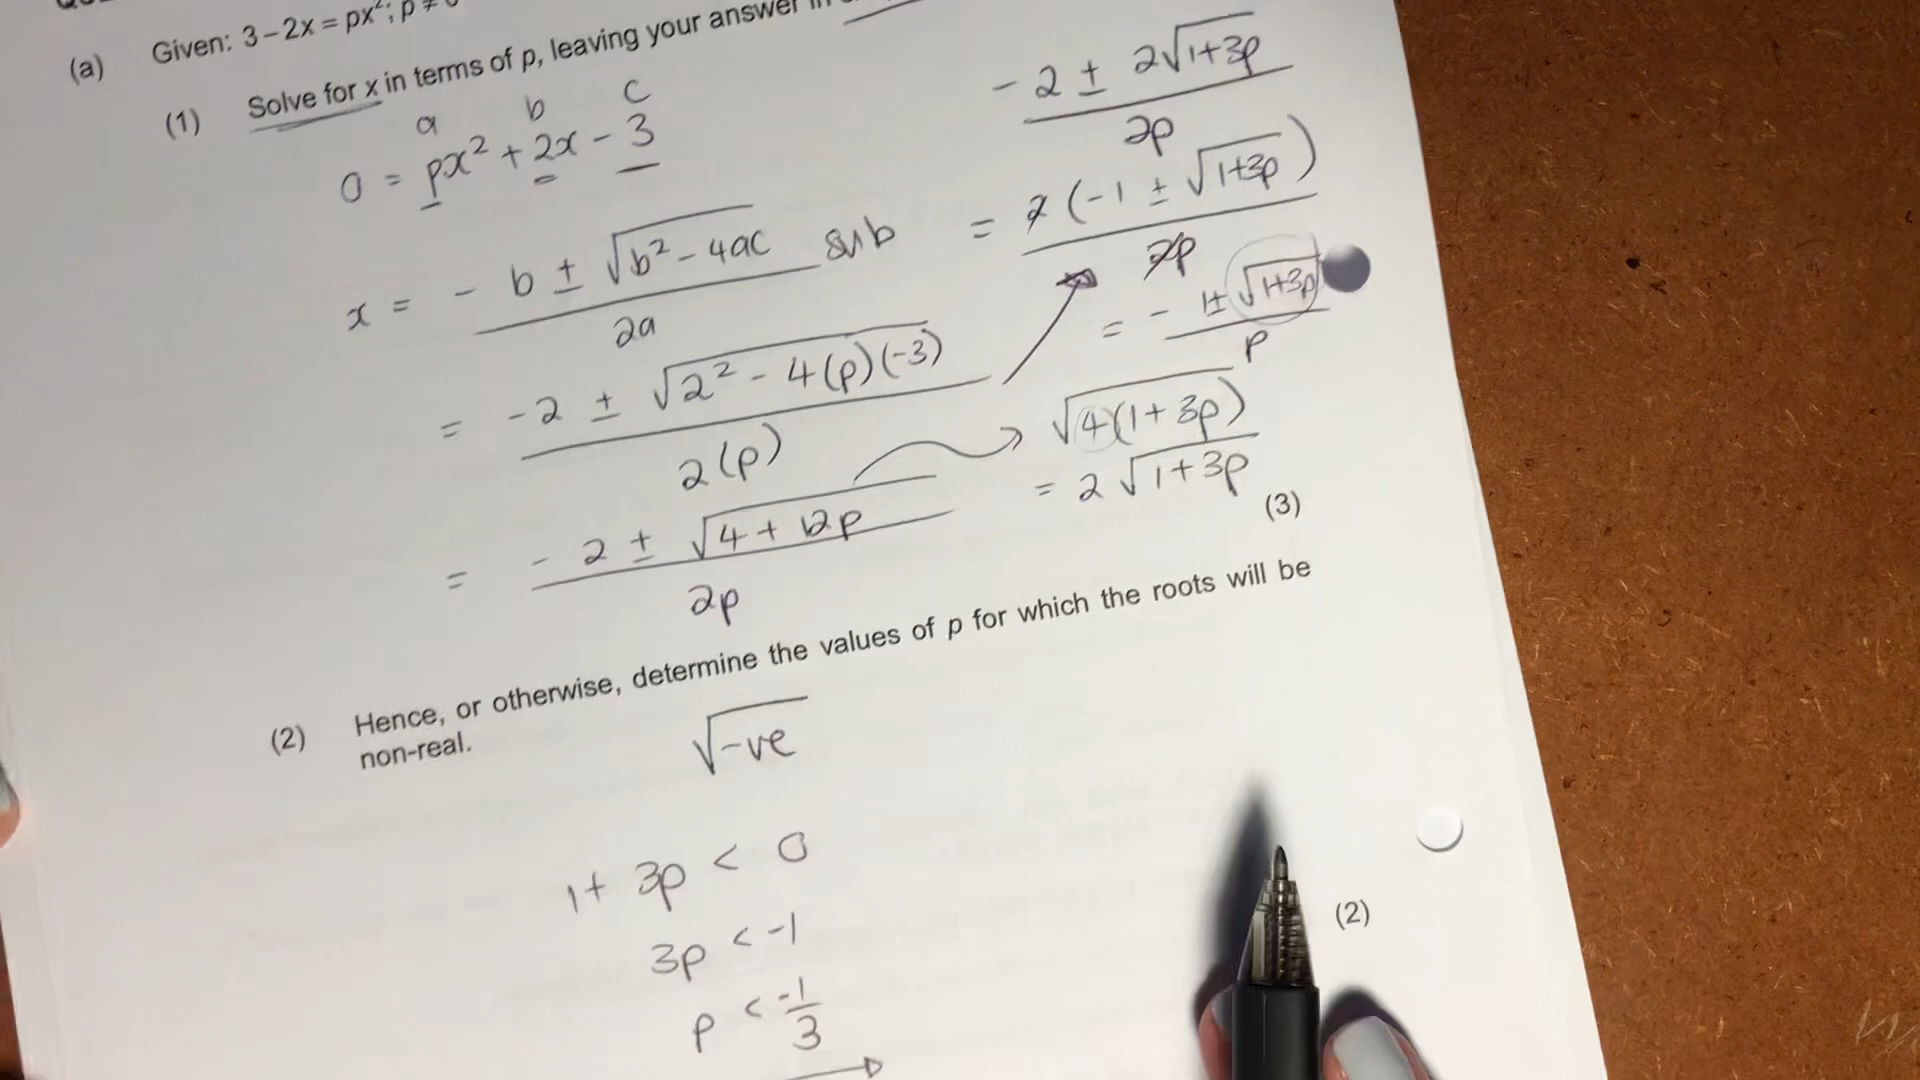 (a) Given: 3 – 2x = px²; p ≠ 0
(1) Solve for x in terms of p, leaving your answer in
a b c
0 = px² + 2x - 3
x = - b ± √(b² - 4ac) / 2a sub
= -2 ± √(2² - 4(p)(-3)) / 2(p)
= - 2 ± √(4 + 12p) / 2p
- 2 ± 2√(1+3p) / 2p
= 2(-1 ± √(1+3p)) / 2p
= - 1± √(1+3p) / p
√(4(1 + 3p))
= 2√(1+3p)
(3)
(2) Hence, or otherwise, determine the values of p for which the roots will be
non-real.
√-ve
1 + 3p < 0
3p < -1
p < -1/3
(2)